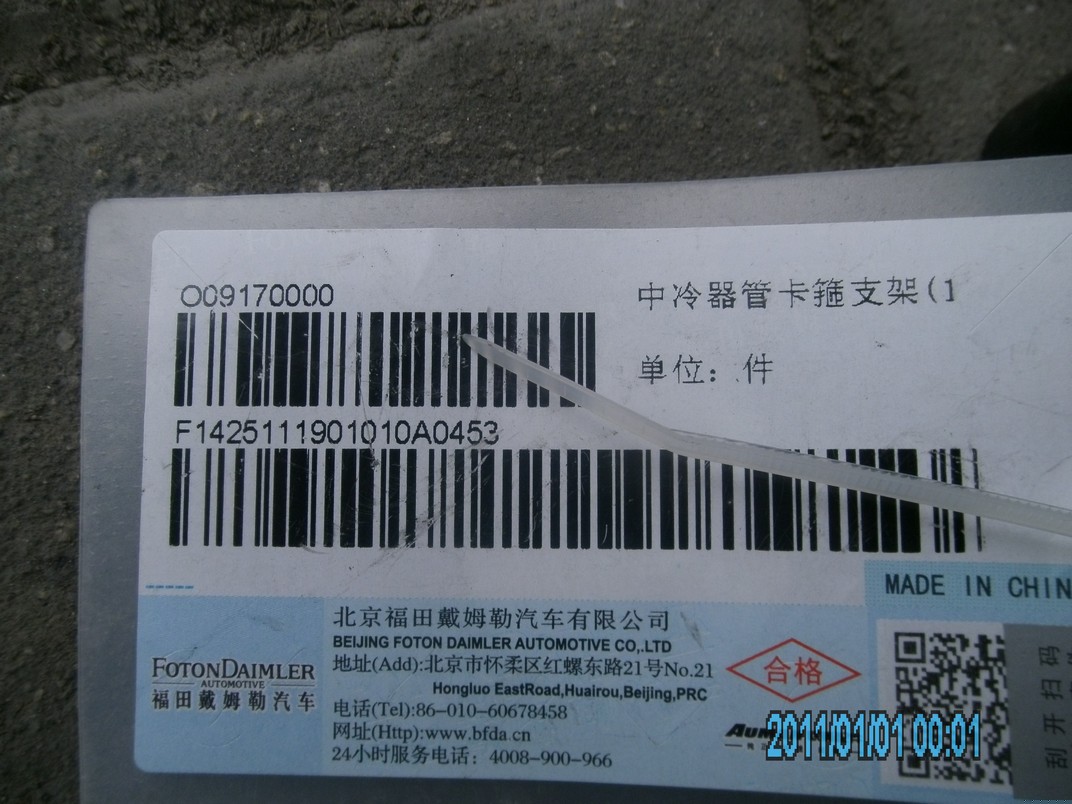 O09170000
中冷器管卡箍支架(1
单位：件
F1425111901010A0453
MADE IN CHIN
北京福田戴姆勒汽车有限公司
BEIJING FOTON DAIMLER AUTOMOTIVE CO,.LTD
地址(Add):北京市怀柔区红螺东路21号No.21
Hongluo EastRoad,Huairou,Beijing,PRC
电话(Tel):86-010-60678458
网址(Http):www.bfda.cn
24小时服务电话：4008-900-966
FOTONDAIMLER
AUTOMOTIVE
福田戴姆勒汽车
合格
刮开扫码
2011/01/01 00:01